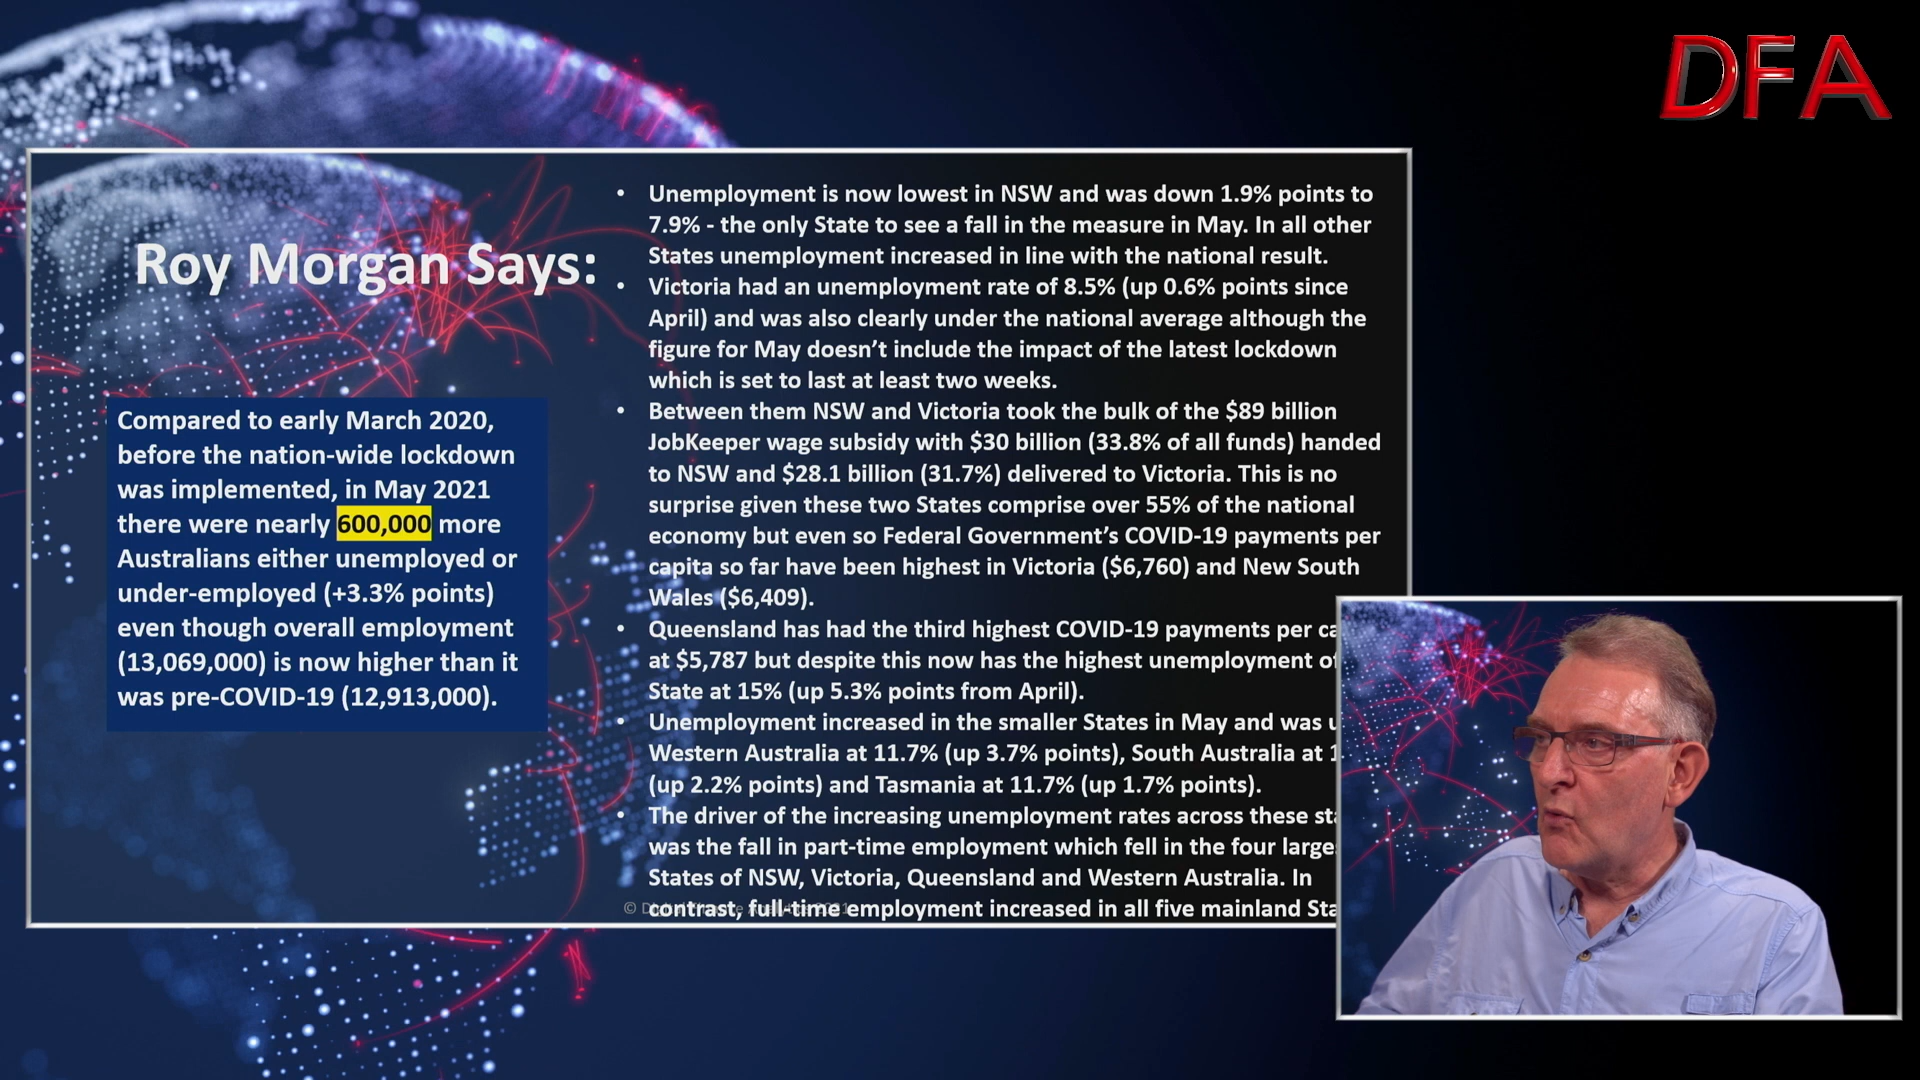 DFA
Roy Morgan Says:
Compared to early March 2020,
before the nation-wide lockdown
was implemented, in May 2021
there were nearly 600,000 more
Australians either unemployed or
under-employed (+3.3% points)
even though overall employment
(13,069,000) is now higher than it
was pre-COVID-19 (12,913,000).
• Unemployment is now lowest in NSW and was down 1.9% points to
7.9% - the only State to see a fall in the measure in May. In all other
States unemployment increased in line with the national result.
• Victoria had an unemployment rate of 8.5% (up 0.6% points since
April) and was also clearly under the national average although the
figure for May doesn't include the impact of the latest lockdown
which is set to last at least two weeks.
• Between them NSW and Victoria took the bulk of the $89 billion
JobKeeper wage subsidy with $30 billion (33.8% of all funds) handed
to NSW and $28.1 billion (31.7%) delivered to Victoria. This is no
surprise given these two States comprise over 55% of the national
economy but even so Federal Government's COVID-19 payments per
capita so far have been highest in Victoria ($6,760) and New South
Wales ($6,409).
• Queensland has had the third highest COVID-19 payments per
at $5,787 but despite this now has the highest unemployment
State at 15% (up 5.3% points from April).
• Unemployment increased in the smaller States in May and was
Western Australia at 11.7% (up 3.7% points), South Australia at
(up 2.2% points) and Tasmania at 11.7% (up 1.7% points).
• The driver of the increasing unemployment rates across these
was the fall in part-time employment which fell in the four
States of NSW, Victoria, Queensland and Western Australia. In
contrast, full-time employment increased in all five mainland
©